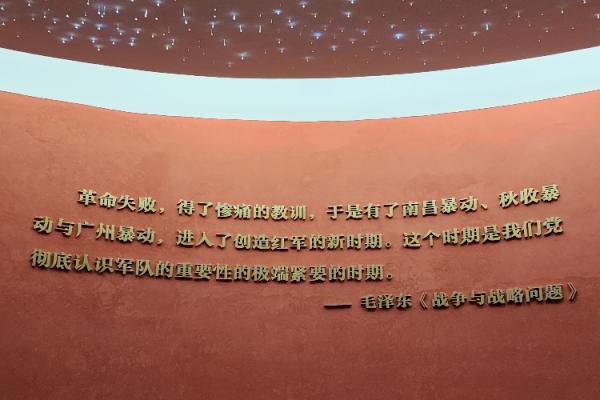 革命失败，得了惨痛的教训，于是有了南昌暴动、秋收暴
动与广州暴动，进入了创造红军的新时期。这个时期是我们党
彻底认识军队的重要性的极端紧要的时期。
—— 毛泽东《战争与战略问题》